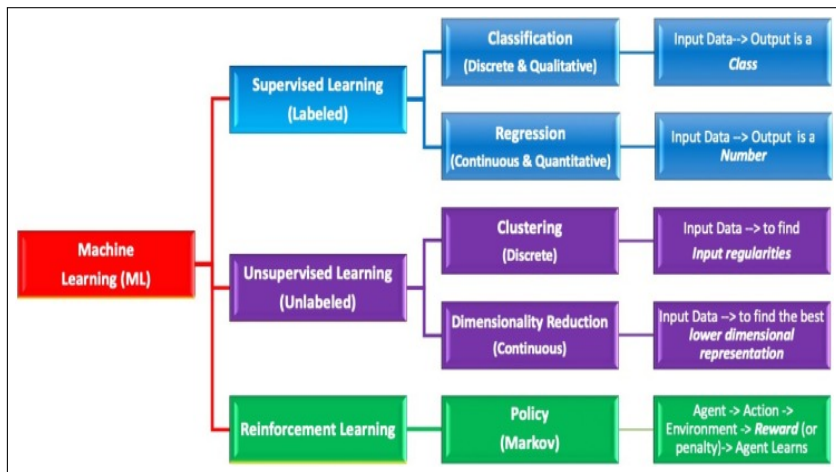 Machine
Learning (ML)
Supervised Learning
(Labeled)
Classification
(Discrete & Qualitative)
Input Data--> Output is a
Class
Regression
(Continuous & Quantitative)
Input Data --> Output is a
Number
Unsupervised Learning
(Unlabeled)
Clustering
(Discrete)
Input Data --> to find
Input regularities
Dimensionality Reduction
(Continuous)
Input Data --> to find the best
lower dimensional
representation
Reinforcement Learning
Policy
(Markov)
Agent -> Action ->
Environment -> Reward (or
penalty)-> Agent Learns